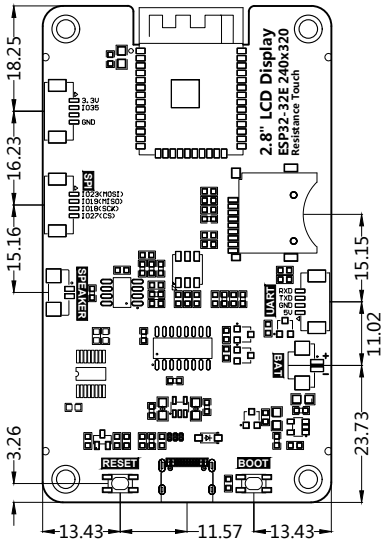 18.25
16.23
15.16
3.26
2.8" LCD Display
ESP32-32E 240x320
Resistance Touch
3.3V
IO35
GND
SPI
IO23(MOSI)
IO19(MISO)
IO18(SCK)
IO27(CS)
SPEAKER
UART
RXD
TXD
GND
5V
BAT
+
-
15.15
11.02
23.73
RESET
BOOT
13.43
11.57
13.43